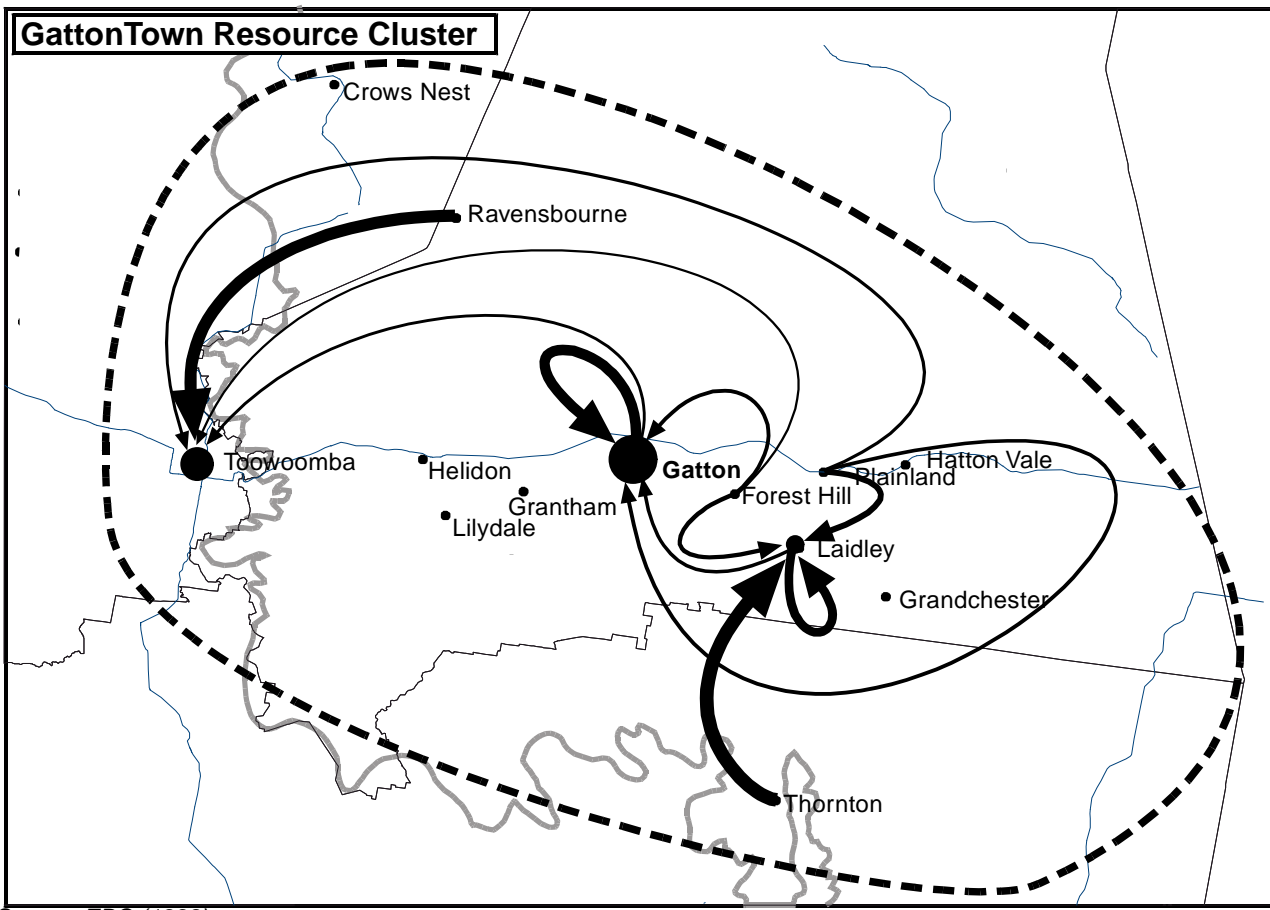 GattonTown Resource Cluster
Crows Nest
Ravensbourne
Toowoomba
Helidon
Gatton
Hatton Vale
Plainland
Grantham
Forest Hill
Lilydale
Laidley
Grandchester
Thornton